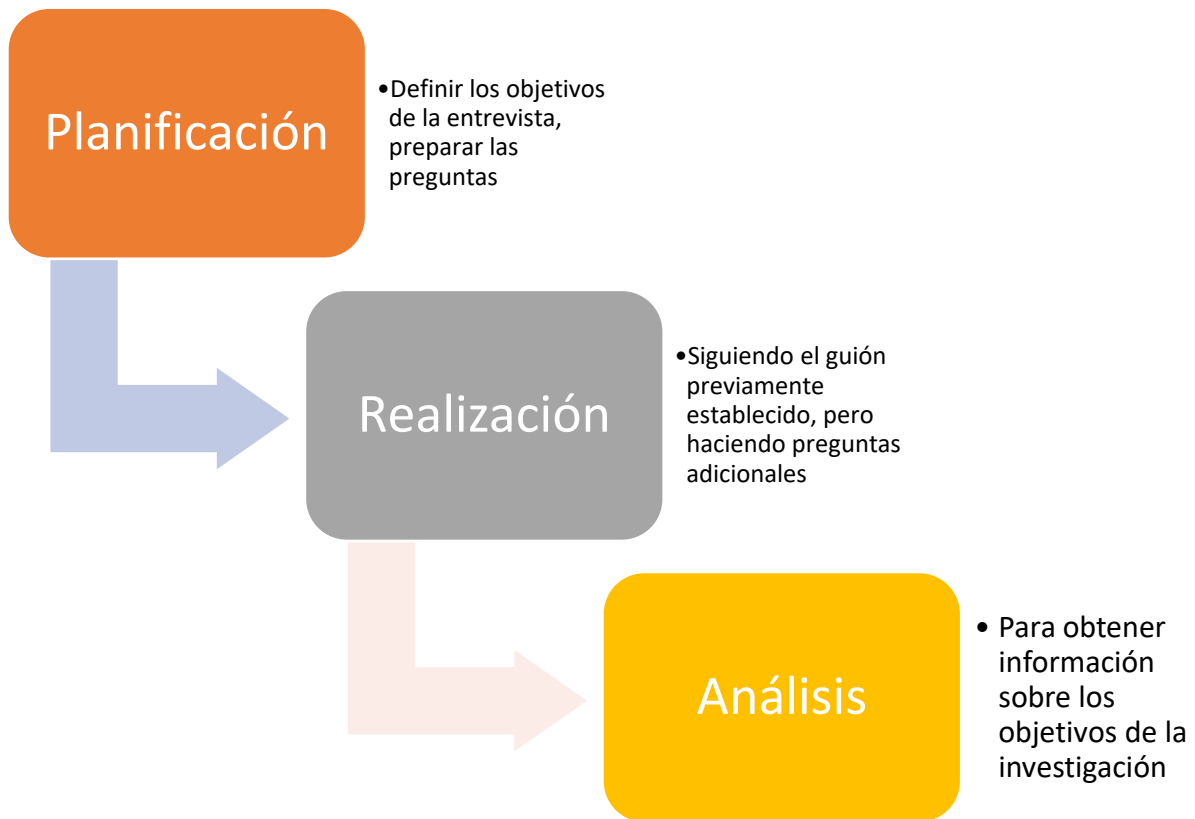 Planificación
•Definir los objetivos
de la entrevista,
preparar las
preguntas
Realización
•Siguiendo el guión
previamente
establecido, pero
haciendo preguntas
adicionales
Análisis
• Para obtener
información
sobre los
objetivos de la
investigación